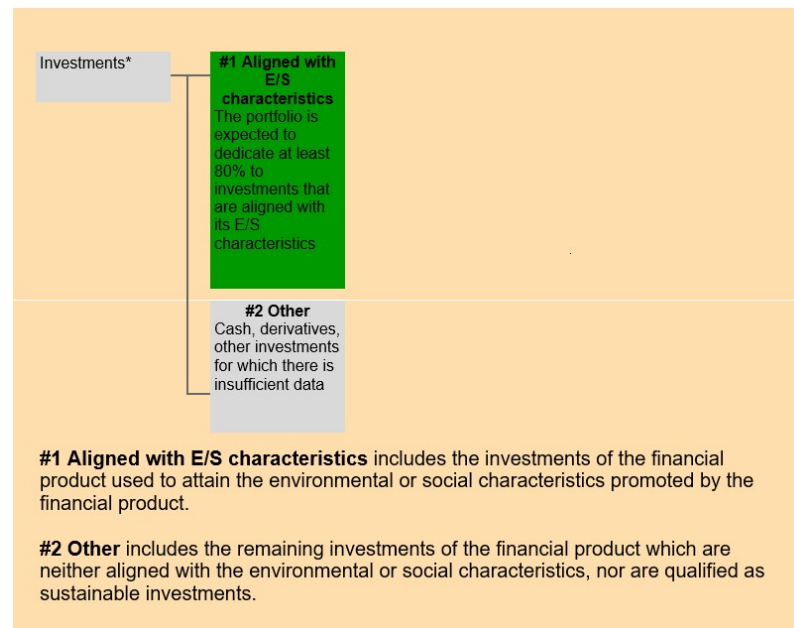 Investments*
#1 Aligned with
E/S
characteristics
The portfolio is
expected to
dedicate at least
80% to
investments that
are aligned with
its E/S
characteristics
#2 Other
Cash, derivatives,
other investments
for which there is
insufficient data
#1 Aligned with E/S characteristics includes the investments of the financial
product used to attain the environmental or social characteristics promoted by the
financial product.
#2 Other includes the remaining investments of the financial product which are
neither aligned with the environmental or social characteristics, nor are qualified as
sustainable investments.